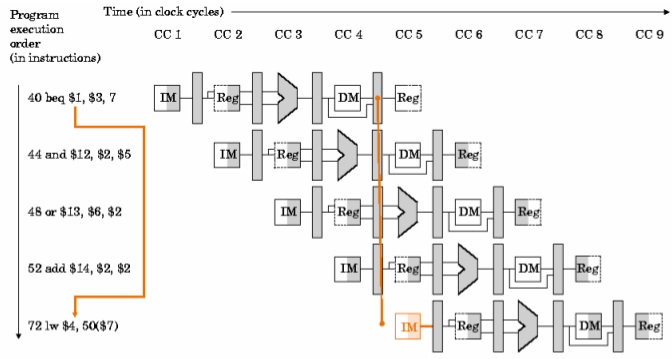 Program
execution
order
(in instructions)
Time (in clock cycles)
CC 1 CC 2 CC 3 CC 4 CC 5 CC 6 CC 7 CC 8 CC 9
40 beq $1, $3, 7
IM Reg DM Reg
44 and $12, $2, $5
IM Reg DM Reg
48 or $13, $6, $2
IM Reg DM Reg
52 add $14, $2, $2
IM Reg DM Reg
72 lw $4, 50($7)
IM Reg DM Reg